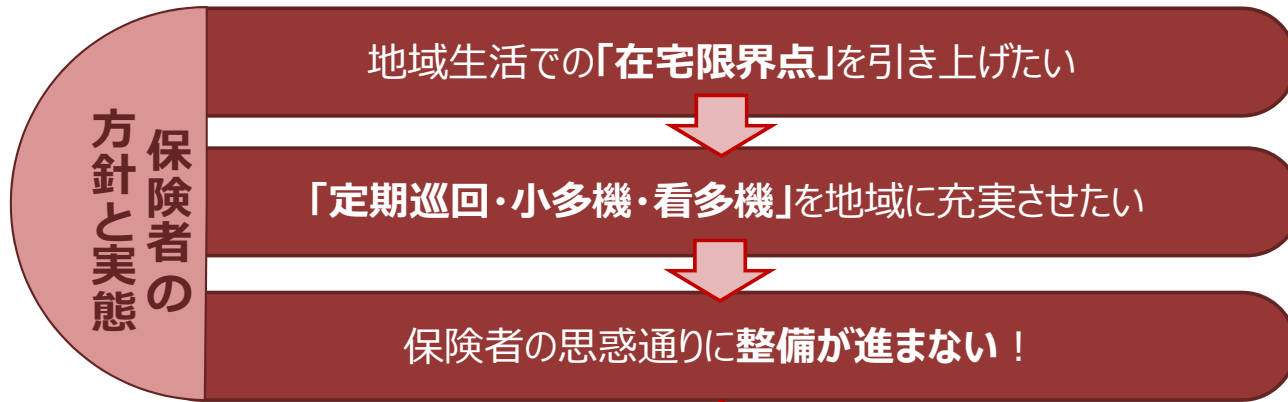 保険者の
方針と実態
地域生活での「在宅限界点」を引き上げたい
「定期巡回・小多機・看多機」を地域に充実させたい
保険者の思惑通りに整備が進まない！